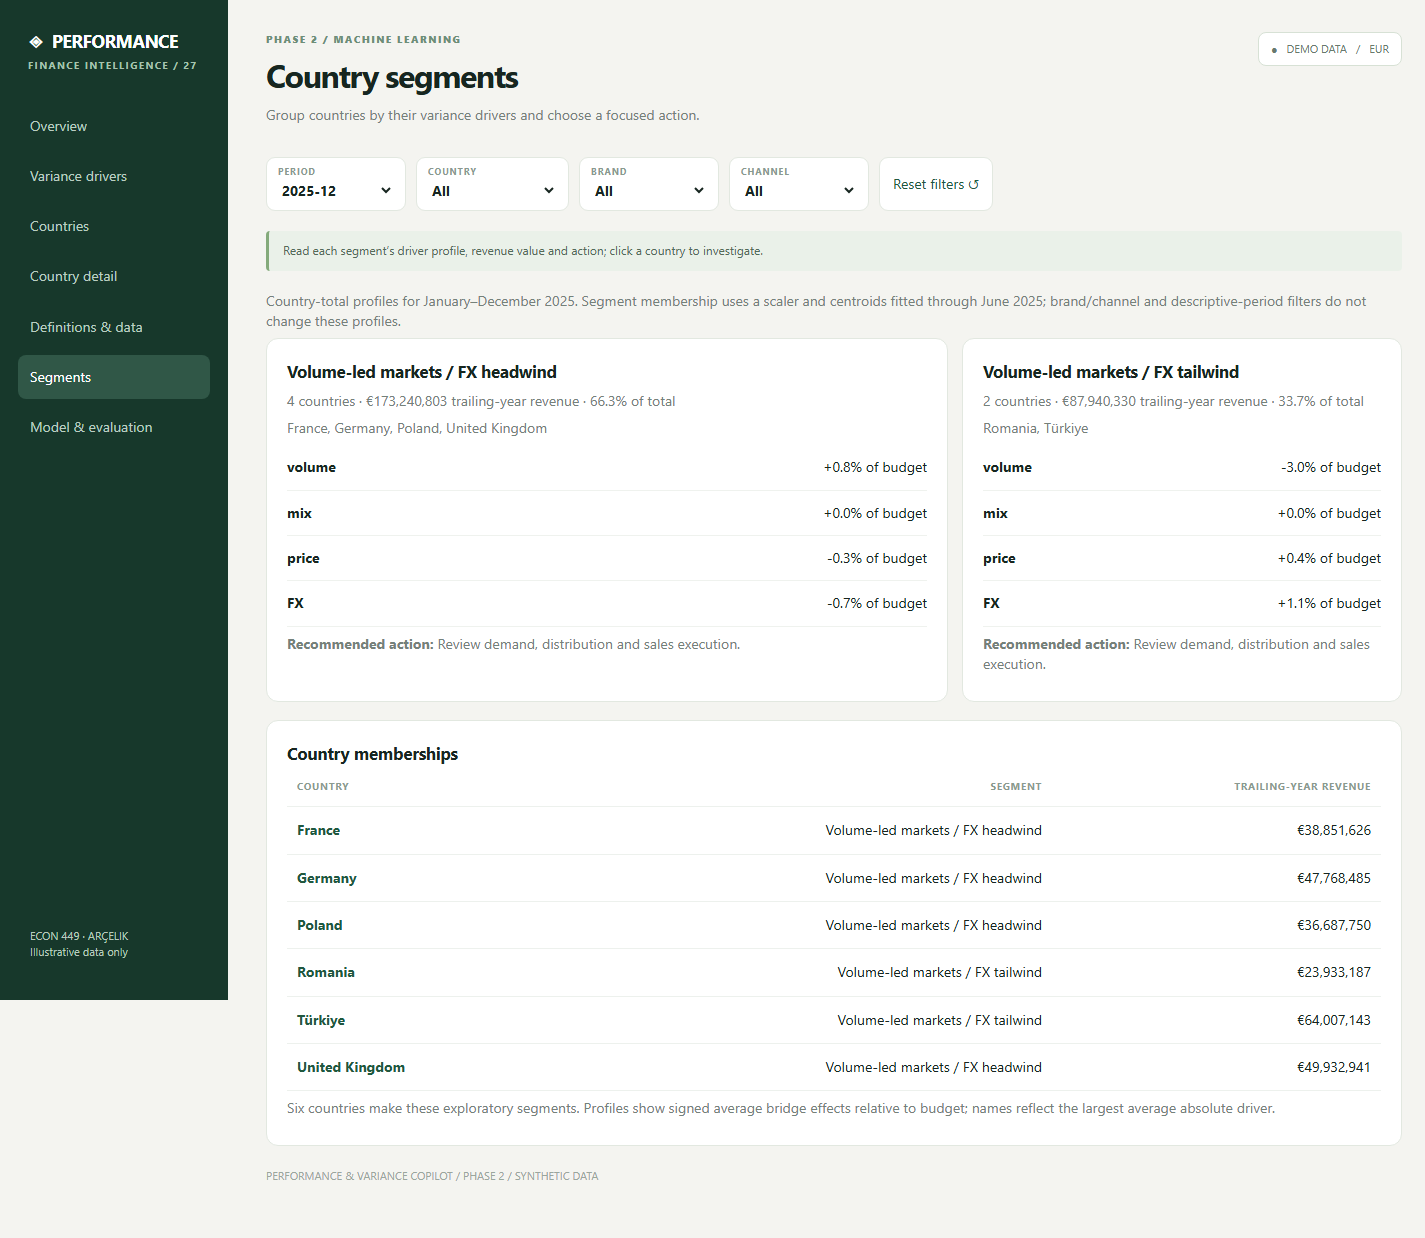 ◈ PERFORMANCE
FINANCE INTELLIGENCE / 27
Overview
Variance drivers
Countries
Country detail
Definitions & data
Segments
Model & evaluation
ECON 449 · ARÇELIK
Illustrative data only
PHASE 2 / MACHINE LEARNING
Country segments
Group countries by their variance drivers and choose a focused action.
● DEMO DATA / EUR
PERIOD
2025-12
COUNTRY
All
BRAND
All
CHANNEL
All
Reset filters ↺
Read each segment's driver profile, revenue value and action; click a country to investigate.
Country-total profiles for January–December 2025. Segment membership uses a scaler and centroids fitted through June 2025; brand/channel and descriptive-period filters do not
change these profiles.
Volume-led markets / FX headwind
4 countries · €173,240,803 trailing-year revenue · 66.3% of total
France, Germany, Poland, United Kingdom
volume +0.8% of budget
mix +0.0% of budget
price -0.3% of budget
FX -0.7% of budget
Recommended action: Review demand, distribution and sales execution.
Volume-led markets / FX tailwind
2 countries · €87,940,330 trailing-year revenue · 33.7% of total
Romania, Türkiye
volume -3.0% of budget
mix +0.0% of budget
price +0.4% of budget
FX +1.1% of budget
Recommended action: Review demand, distribution and sales
execution.
Country memberships
COUNTRY SEGMENT TRAILING-YEAR REVENUE
France Volume-led markets / FX headwind €38,851,626
Germany Volume-led markets / FX headwind €47,768,485
Poland Volume-led markets / FX headwind €36,687,750
Romania Volume-led markets / FX tailwind €23,933,187
Türkiye Volume-led markets / FX tailwind €64,007,143
United Kingdom Volume-led markets / FX headwind €49,932,941
Six countries make these exploratory segments. Profiles show signed average bridge effects relative to budget; names reflect the largest average absolute driver.
PERFORMANCE & VARIANCE COPILOT / PHASE 2 / SYNTHETIC DATA